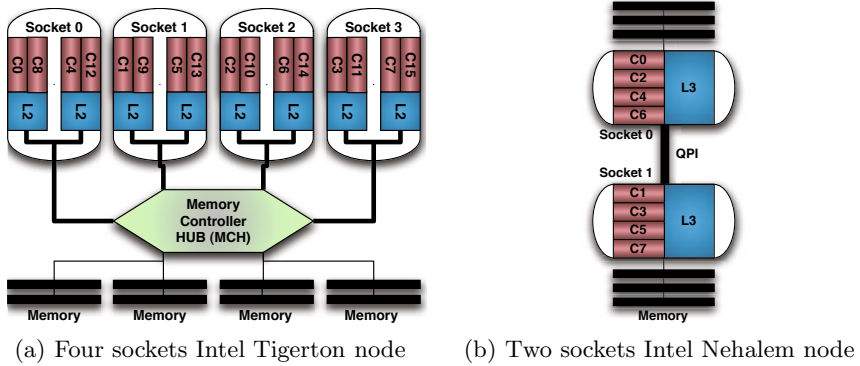 Socket 0 Socket 1 Socket 2 Socket 3
C0 C8 C4 C12 C1 C9 C5 C13 C2 C10 C6 C14 C3 C11 C7 C15
L2 L2 L2 L2 L2 L2 L2 L2
Memory
Controller
HUB (MCH)
Memory Memory Memory Memory
(a) Four sockets Intel Tigerton node
C0
C2
C4
C6
L3
Socket 0
QPI
Socket 1
C1
C3
C5
C7
L3
Memory
(b) Two sockets Intel Nehalem node